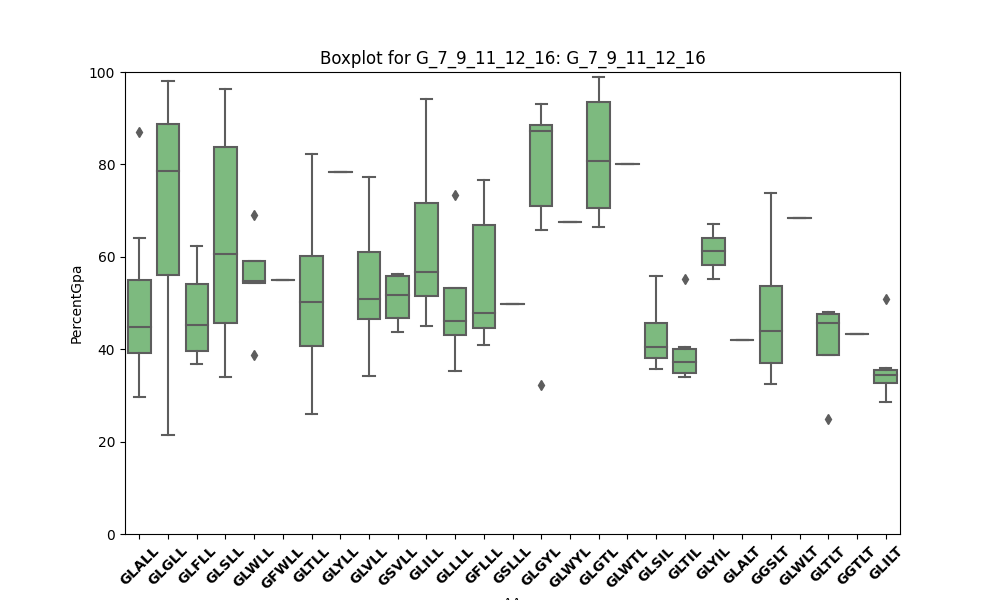 Boxplot for G_7_9_11_12_16: G_7_9_11_12_16
PercentGpa
100
80
60
40
20
0
GLALL GLGLL GLFLL GLSLL GLWLL GFWLL GLTLL GLYLL GLVLL GSVLL GLILL GLLLL GFLLL GSLLL GLGYL GLWYL GLGTL GLWTL GLSIL GLTIL GLYIL GLALT GGSLT GLWLT GLTLT GGTLT GLILT